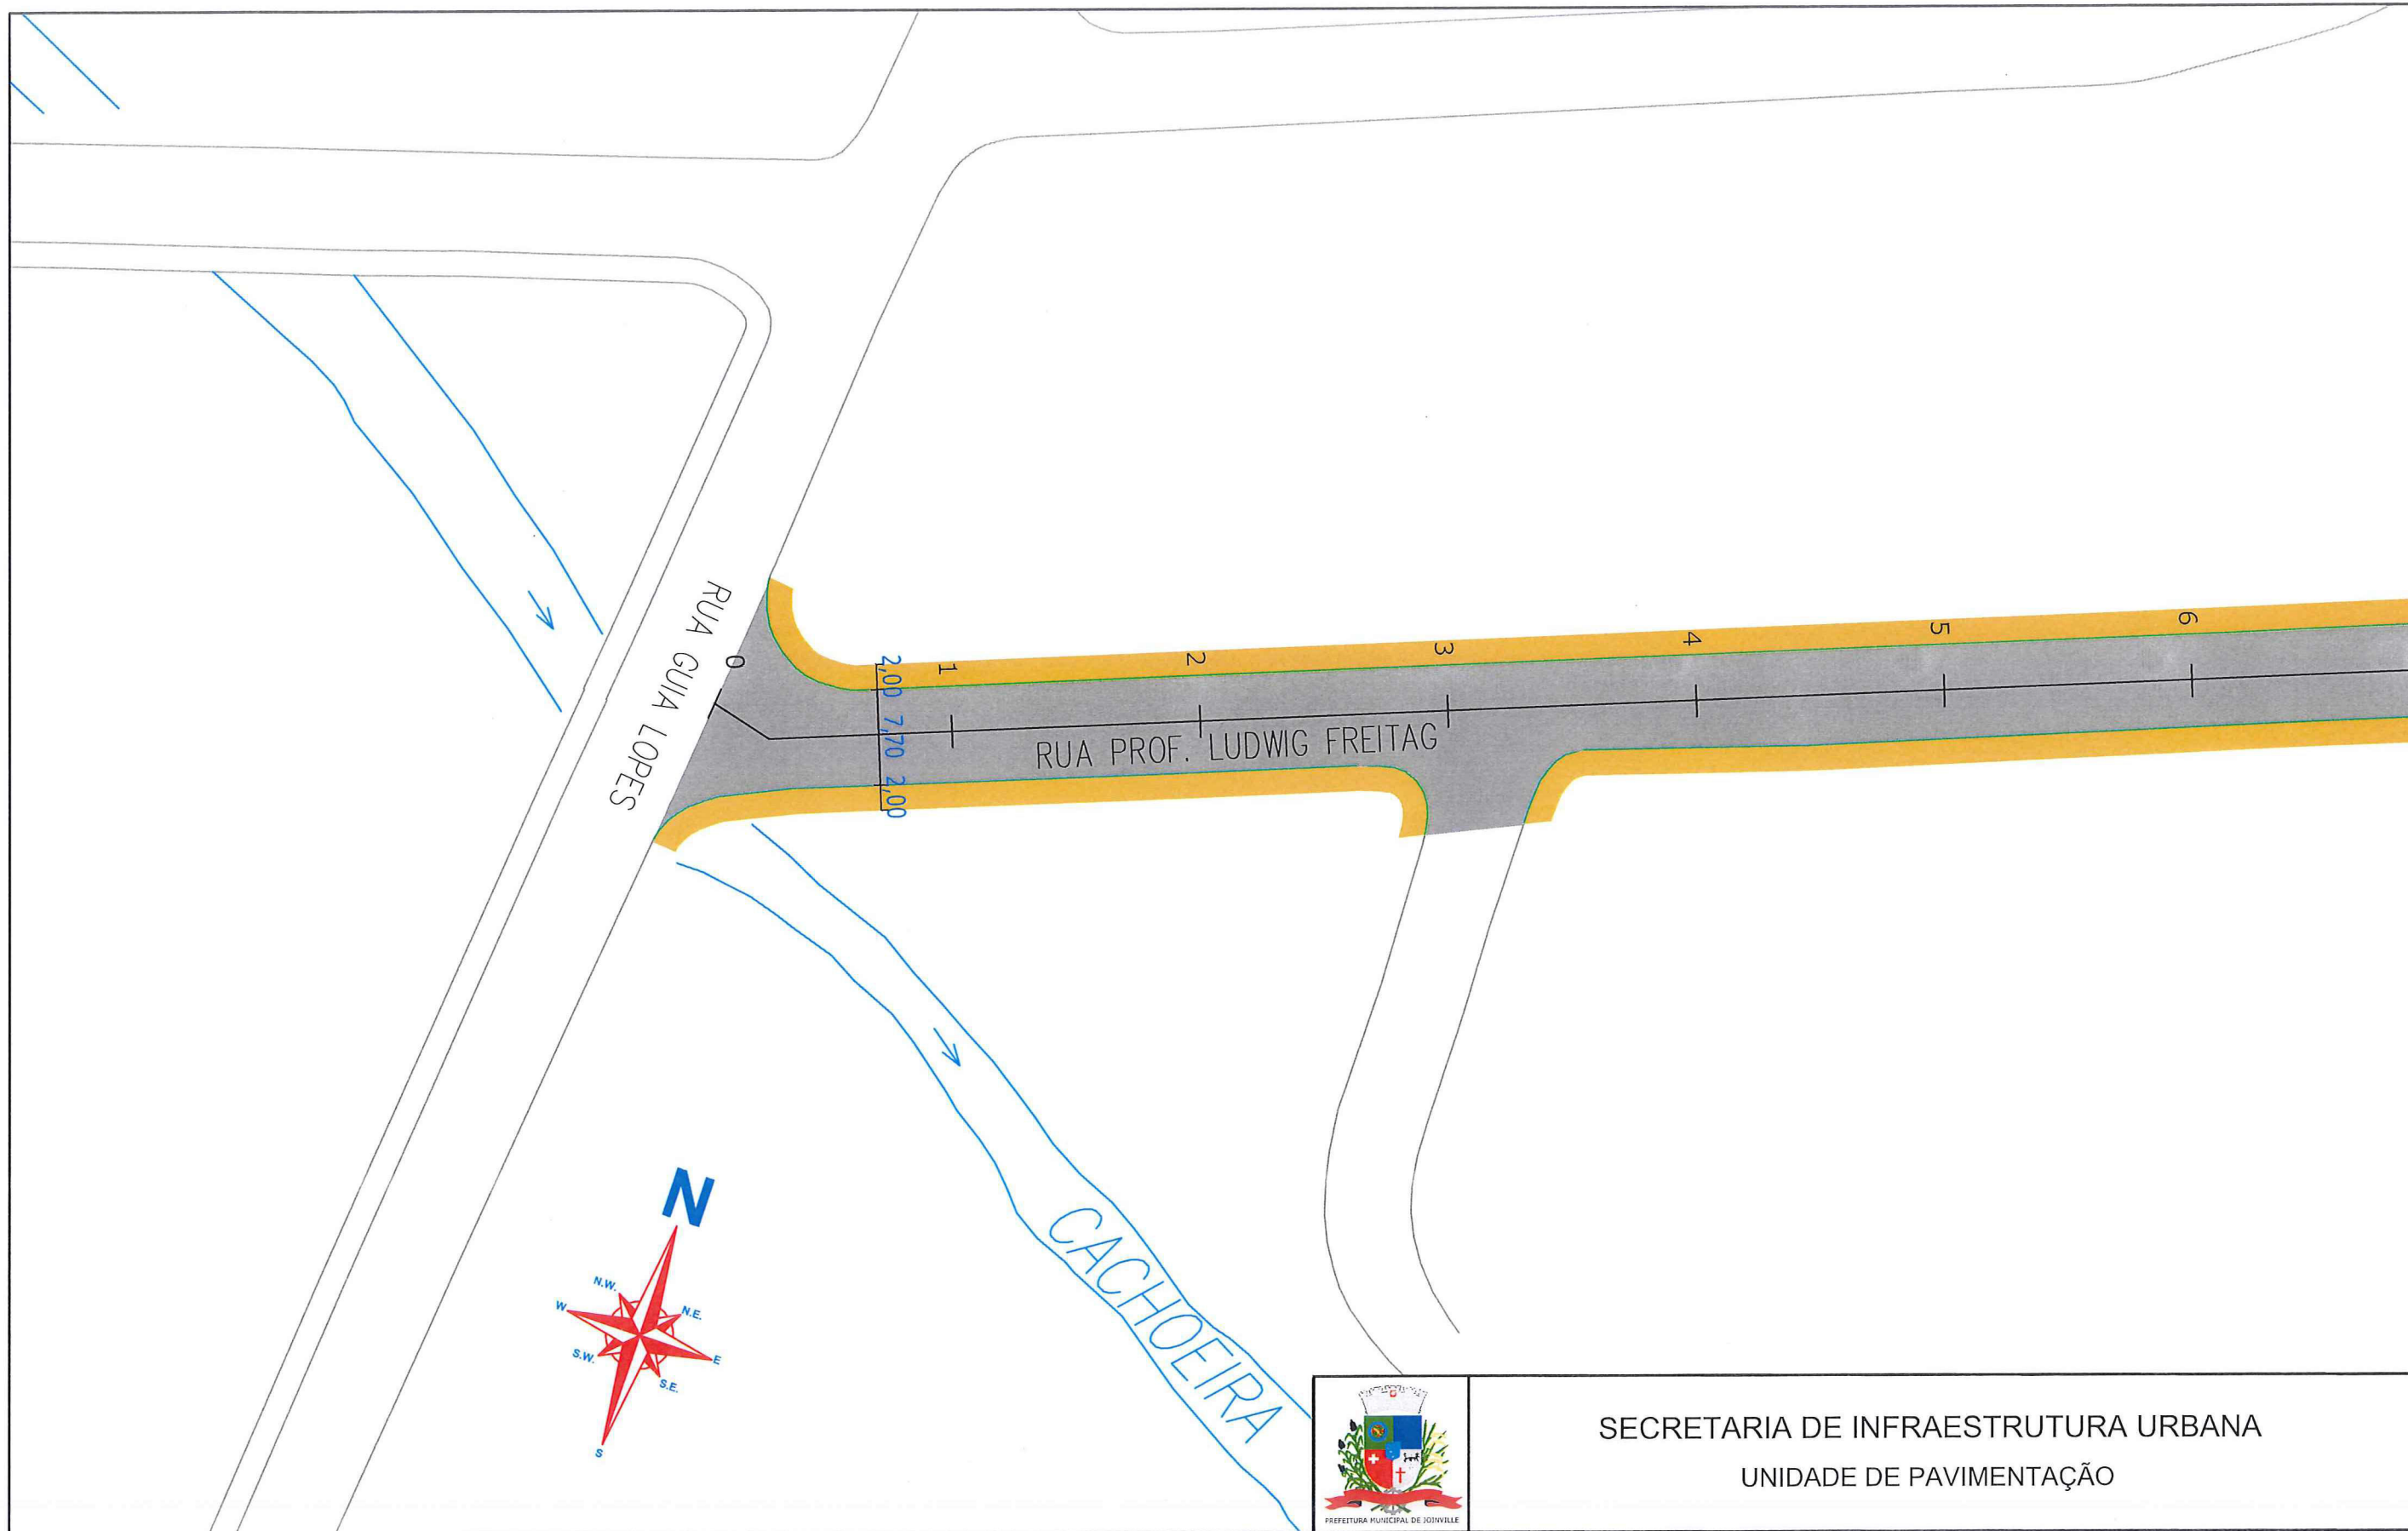 RUA GUIA LOPES
0
1
2
3
4
5
6
2,00
7,70
2,00
RUA PROF. LUDWIG FREITAG
CACHOEIRA
N
N.W.
N.E.
W
E
S.W.
S.E.
S
PREFEITURA MUNICIPAL DE JOINVILLE
SECRETARIA DE INFRAESTRUTURA URBANA
UNIDADE DE PAVIMENTAÇÃO